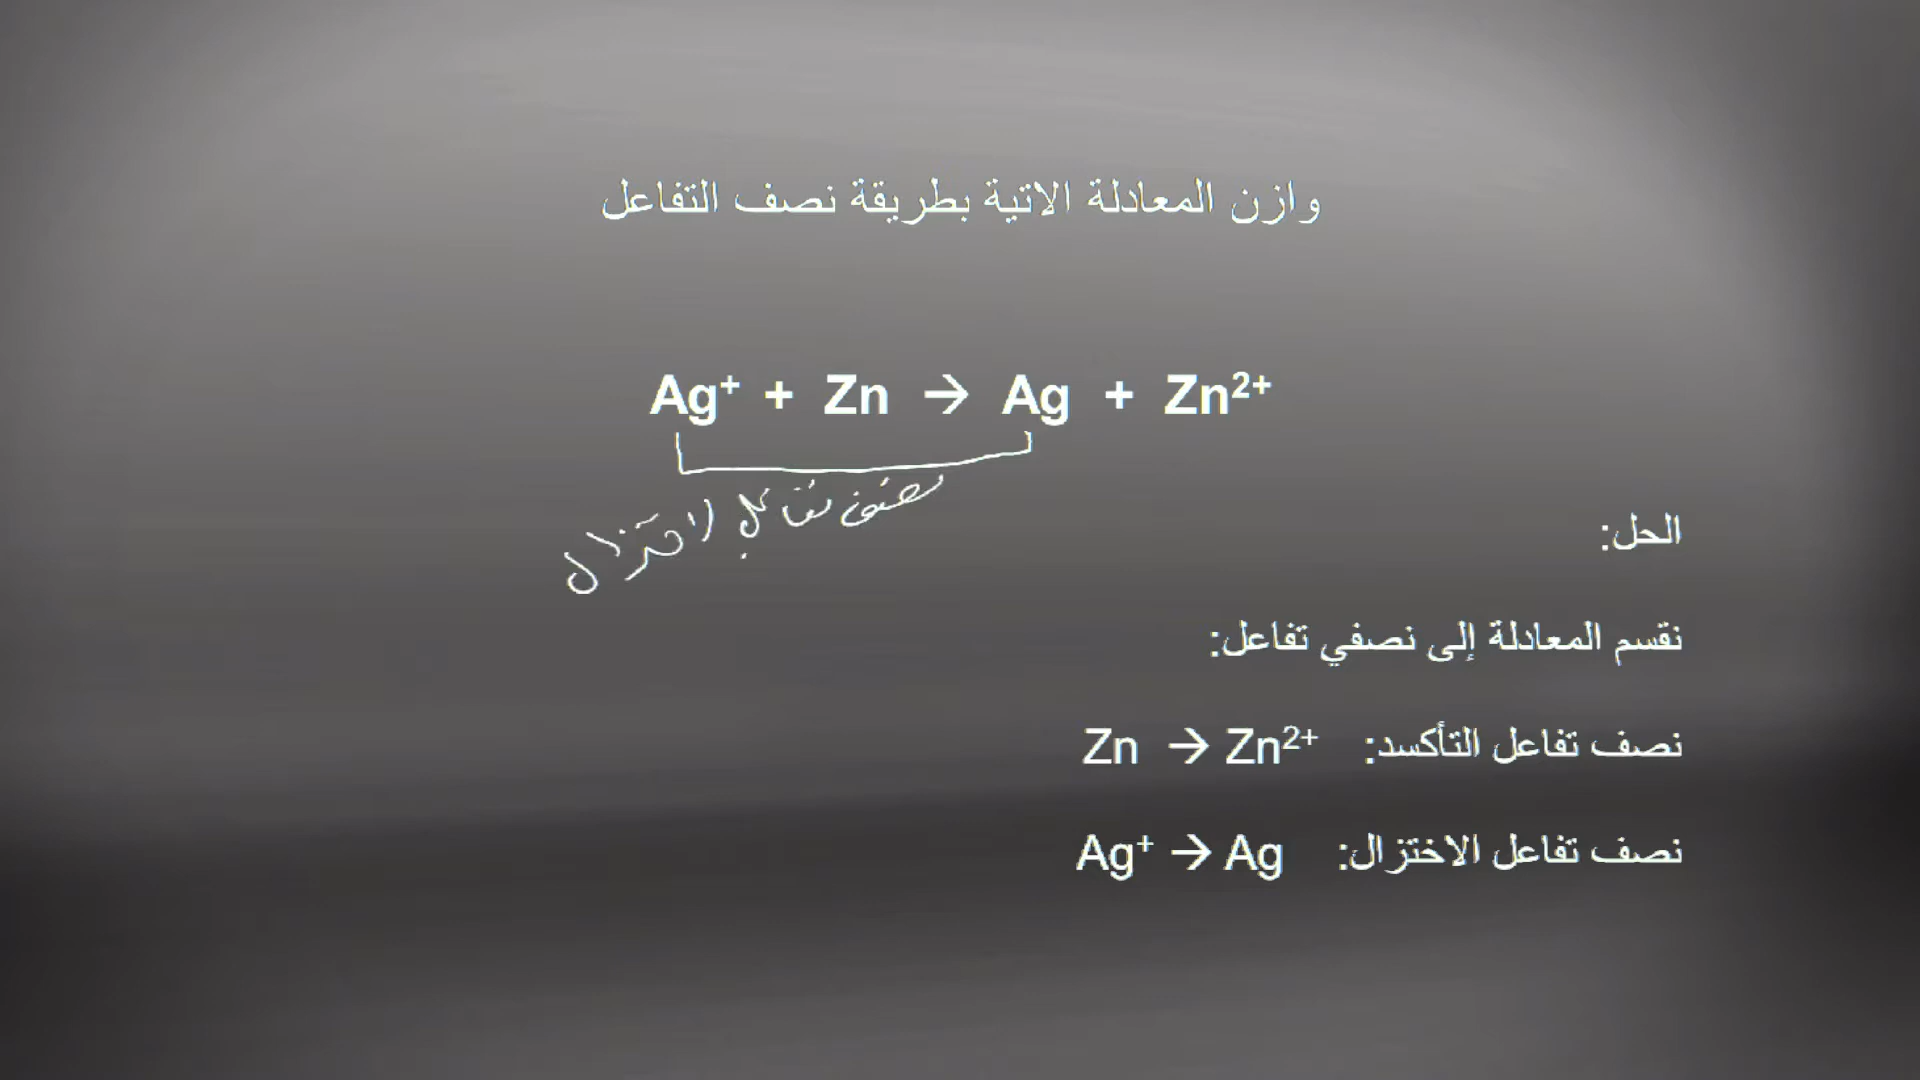 وازن المعادلة الاتية بطريقة نصف التفاعل
Ag⁺ + Zn → Ag + Zn²⁺
نصف تفاعل الاختزال
الحل:
نقسم المعادلة إلى نصفي تفاعل:
نصف تفاعل التأكسد: Zn → Zn²⁺
نصف تفاعل الاختزال: Ag⁺ → Ag